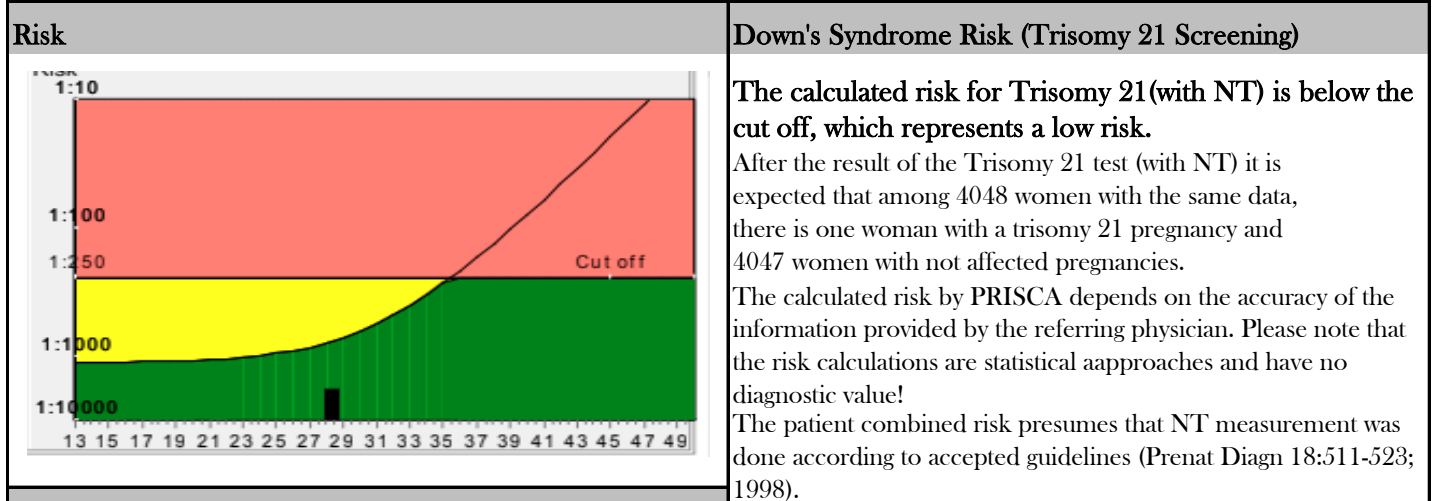 Risk
1:10
1:100
1:250
Cut off
1:1000
1:10000
13 15 17 19 21 23 25 27 29 31 33 35 37 39 41 43 45 47 49
Down's Syndrome Risk (Trisomy 21 Screening)
The calculated risk for Trisomy 21(with NT) is below the
cut off, which represents a low risk.
After the result of the Trisomy 21 test (with NT) it is
expected that among 4048 women with the same data,
there is one woman with a trisomy 21 pregnancy and
4047 women with not affected pregnancies.
The calculated risk by PRISCA depends on the accuracy of the
information provided by the referring physician. Please note that
the risk calculations are statistical aapproaches and have no
diagnostic value!
The patient combined risk presumes that NT measurement was
done according to accepted guidelines (Prenat Diagn 18:511-523;
1998).